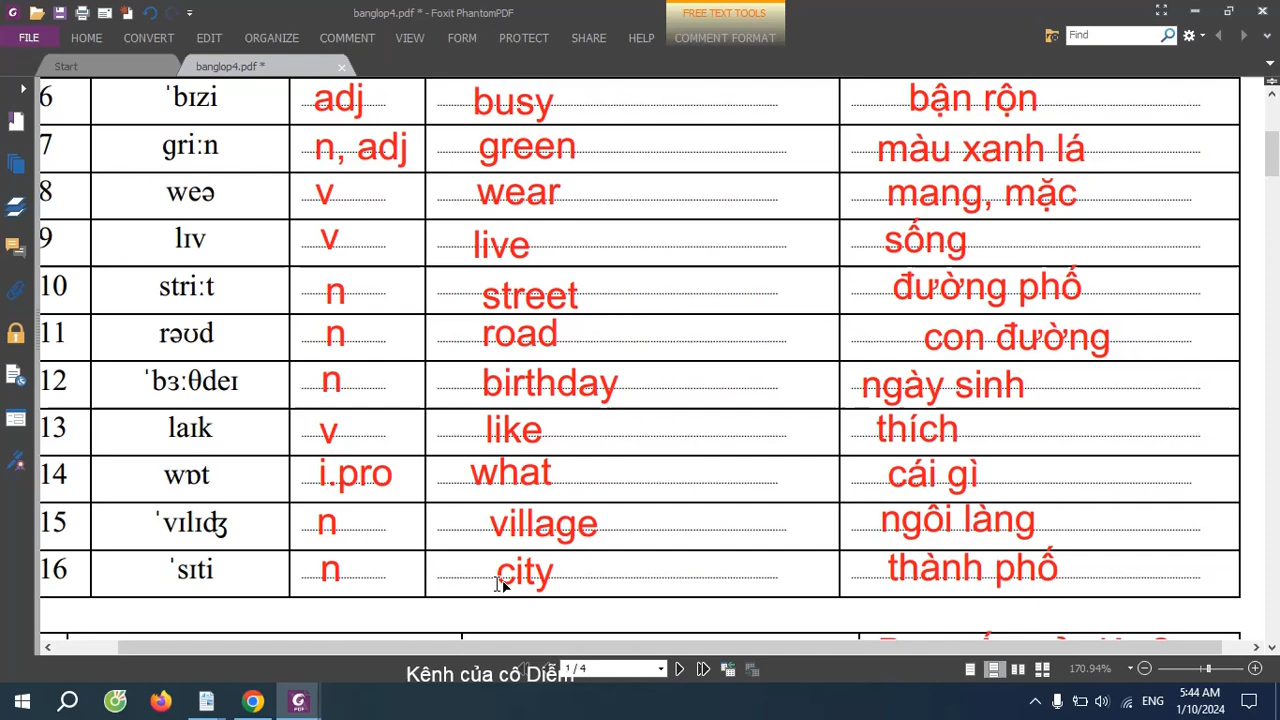 banglop4.pdf * - Foxit PhantomPDF
FREE TEXT TOOLS
FILE HOME CONVERT EDIT ORGANIZE COMMENT VIEW FORM PROTECT SHARE HELP COMMENT FORMAT Find
Start banglop4.pdf *
6 ˈbɪzi adj busy bận rộn
7 ɡriːn n, adj green màu xanh lá
8 weə v wear mang, mặc
9 lɪv v live sống
10 striːt n street đường phố
11 rəʊd n road con đường
12 ˈbɜːθdeɪ n birthday ngày sinh
13 laɪk v like thích
14 wɒt i.pro what cái gì
15 ˈvɪlɪʤ n village ngôi làng
16 ˈsɪti n city thành phố
1 / 4 170.94%
Kênh của cô Diễm
ENG 5:44 AM
1/10/2024